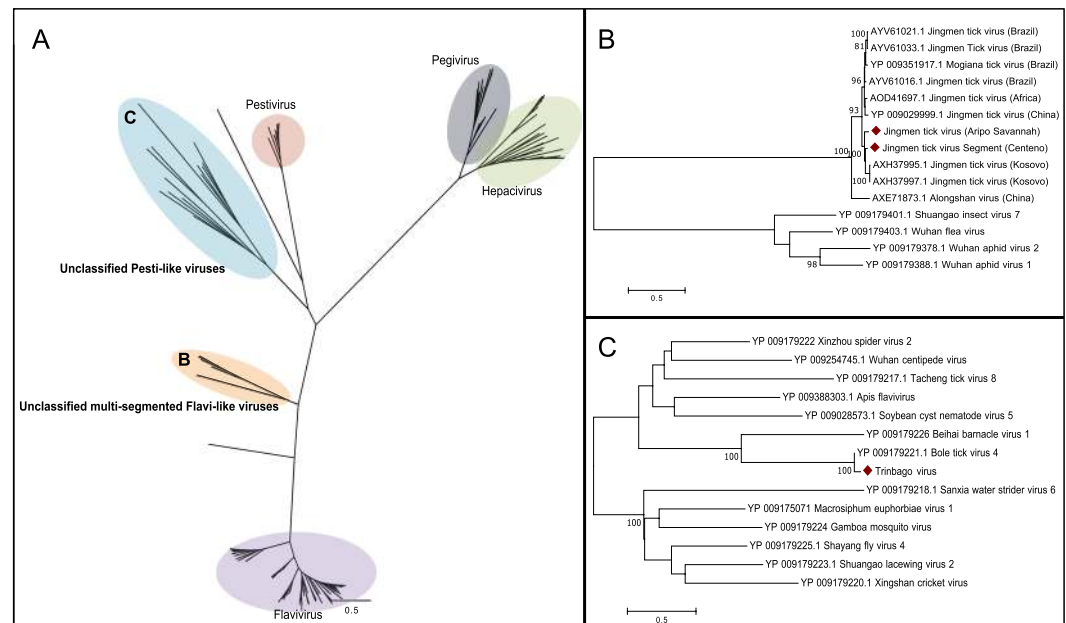 A
Pegivirus
Pestivirus
C
Hepacivirus
Unclassified Pesti-like viruses
B
Unclassified multi-segmented Flavi-like viruses
0.5
Flavivirus
B
100
AYV61021.1 Jingmen tick virus (Brazil)
81
AYV61033.1 Jingmen Tick virus (Brazil)
YP 009351917.1 Mogiana tick virus (Brazil)
96
AYV61016.1 Jingmen tick virus (Brazil)
AOD41697.1 Jingmen tick virus (Africa)
93
YP 009029999.1 Jingmen tick virus (China)
Jingmen tick virus (Aripo Savannah)
100
100
Jingmen tick virus Segment (Centeno)
AXH37995.1 Jingmen tick virus (Kosovo)
100
AXH37997.1 Jingmen tick virus (Kosovo)
AXE71873.1 Alongshan virus (China)
YP 009179401.1 Shuangao insect virus 7
YP 009179403.1 Wuhan flea virus
YP 009179378.1 Wuhan aphid virus 2
98
YP 009179388.1 Wuhan aphid virus 1
0.5
C
YP 009179222 Xinzhou spider virus 2
YP 009254745.1 Wuhan centipede virus
YP 009179217.1 Tacheng tick virus 8
YP 009388303.1 Apis flavivirus
YP 009028573.1 Soybean cyst nematode virus 5
YP 009179226 Beihai barnacle virus 1
100
YP 009179221.1 Bole tick virus 4
100
Trinbago virus
YP 009179218.1 Sanxia water strider virus 6
YP 009175071 Macrosiphum euphorbiae virus 1
100
YP 009179224 Gamboa mosquito virus
YP 009179225.1 Shayang fly virus 4
YP 009179223.1 Shuangao lacewing virus 2
YP 009179220.1 Xingshan cricket virus
0.5